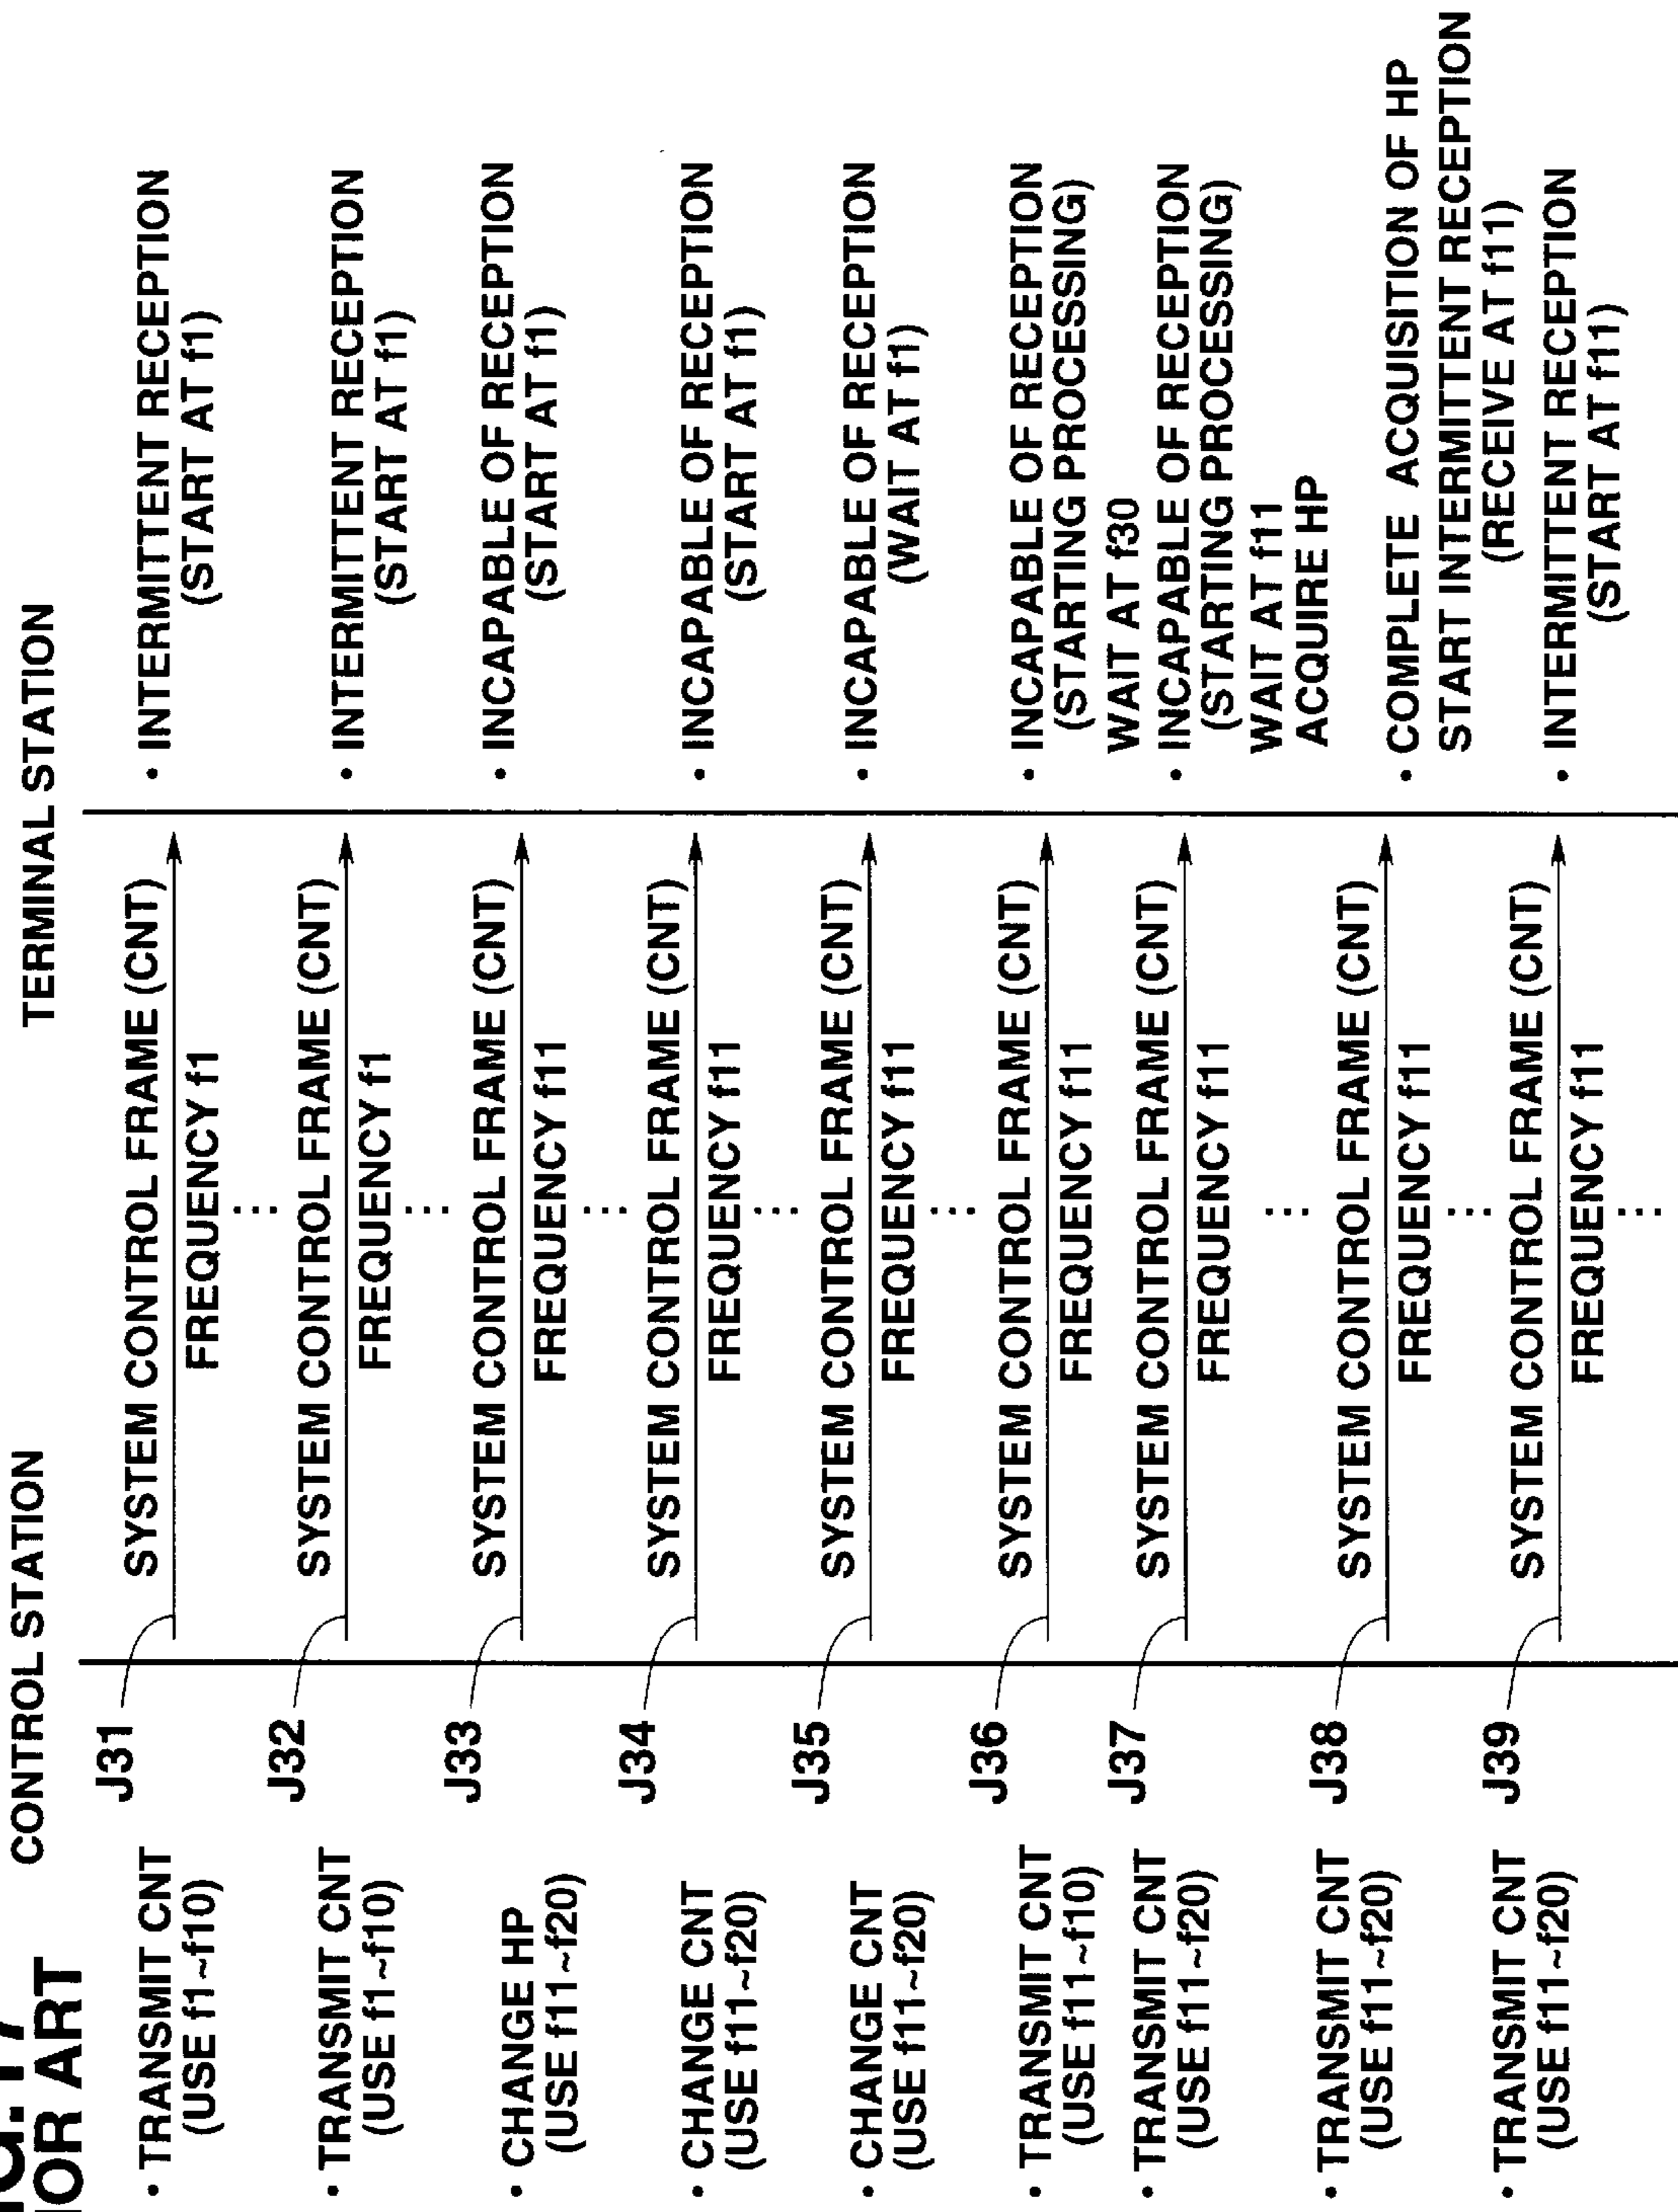 PRIOR ART
CONTROL STATION
TERMINAL STATION
• TRANSMIT CNT
(USE f1~f10)
J31
SYSTEM CONTROL FRAME (CNT)
FREQUENCY f1
• INTERMITTENT RECEPTION
(START AT f1)
• TRANSMIT CNT
(USE f1~f10)
J32
SYSTEM CONTROL FRAME (CNT)
FREQUENCY f1
• INTERMITTENT RECEPTION
(START AT f1)
• CHANGE HP
(USE f11~f20)
J33
SYSTEM CONTROL FRAME (CNT)
FREQUENCY f11
• INCAPABLE OF RECEPTION
(START AT f1)
• CHANGE CNT
(USE f11~f20)
J34
SYSTEM CONTROL FRAME (CNT)
FREQUENCY f11
• INCAPABLE OF RECEPTION
(START AT f1)
• CHANGE CNT
(USE f11~f20)
J35
SYSTEM CONTROL FRAME (CNT)
FREQUENCY f11
• INCAPABLE OF RECEPTION
(WAIT AT f1)
• TRANSMIT CNT
(USE f11~f10)
J36
SYSTEM CONTROL FRAME (CNT)
FREQUENCY f11
• INCAPABLE OF RECEPTION
(STARTING PROCESSING)
WAIT AT f30
• TRANSMIT CNT
(USE f11~f20)
J37
SYSTEM CONTROL FRAME (CNT)
FREQUENCY f11
• INCAPABLE OF RECEPTION
(STARTING PROCESSING)
WAIT AT f11
ACQUIRE HP
• TRANSMIT CNT
(USE f11~f20)
J38
SYSTEM CONTROL FRAME (CNT)
FREQUENCY f11
• COMPLETE ACQUISITION OF HP
START INTERMITTENT RECEPTION
(RECEIVE AT f11)
• TRANSMIT CNT
(USE f11~f20)
J39
SYSTEM CONTROL FRAME (CNT)
FREQUENCY f11
• INTERMITTENT RECEPTION
(START AT f11)